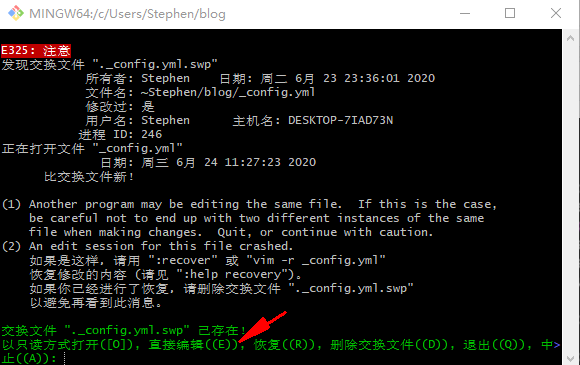 MINGW64:/c/Users/Stephen/blog
E325: 注意
发现交换文件 "._config.yml.swp"
所有者: Stephen 日期: 周二 6月 23 23:36:01 2020
文件名: ~Stephen/blog/_config.yml
修改过: 是
用户名: Stephen 主机名: DESKTOP-7IAD73N
进程 ID: 246
正在打开文件 "_config.yml"
日期: 周三 6月 24 11:27:23 2020
比交换文件新!
(1) Another program may be editing the same file. If this is the case,
be careful not to end up with two different instances of the same
file when making changes. Quit, or continue with caution.
(2) An edit session for this file crashed.
如果是这样, 请用 ":recover" 或 "vim -r _config.yml"
恢复修改的内容 (请见 ":help recovery")。
如果你已经进行了恢复, 请删除交换文件 "._config.yml.swp"
以避免再看到此消息。
交换文件 "._config.yml.swp" 已存在!
以只读方式打开([O]), 直接编辑((E)), 恢复((R)), 删除交换文件((D)), 退出((Q)), 中>
止((A)):